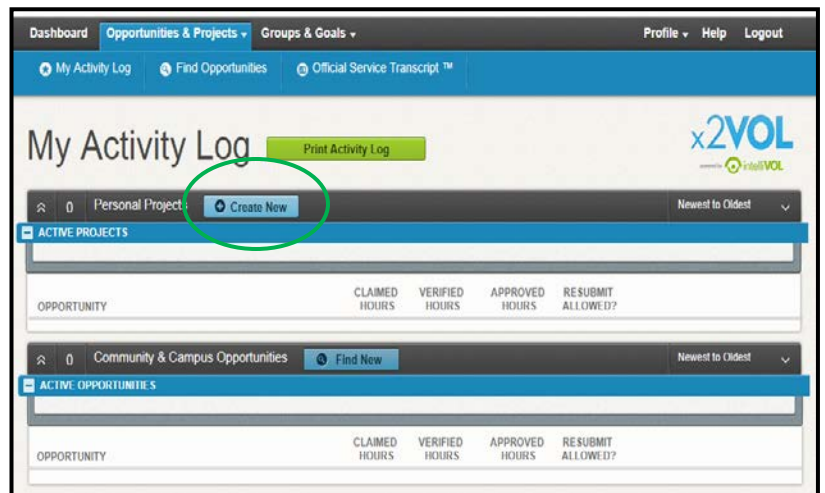 Dashboard Opportunities & Projects Groups & Goals Profile Help Logout
My Activity Log Find Opportunities Official Service Transcript ™
My Activity Log Print Activity Log x2VOL
intelliVOL
0 Personal Projects Create New Newest to Oldest
ACTIVE PROJECTS
CLAIMED VERIFIED APPROVED RESUBMIT
OPPORTUNITY HOURS HOURS HOURS ALLOWED?
0 Community & Campus Opportunities Find New Newest to Oldest
ACTIVE OPPORTUNITIES
CLAIMED VERIFIED APPROVED RESUBMIT
OPPORTUNITY HOURS HOURS HOURS ALLOWED?